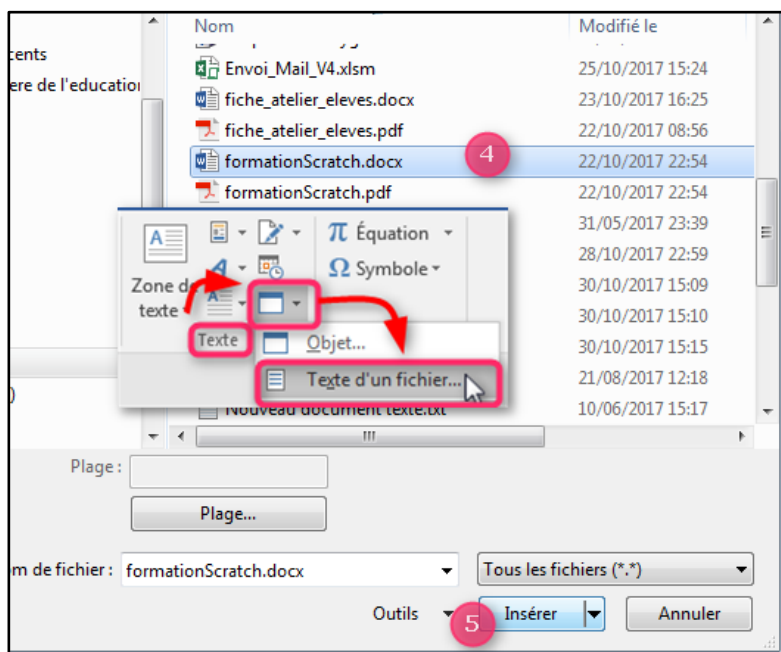 Nom Modifié le
cents
ere de l'education
Envoi_Mail_V4.xlsm 25/10/2017 15:24
fiche_atelier_eleves.docx 23/10/2017 16:25
fiche_atelier_eleves.pdf 22/10/2017 08:56
formationScratch.docx 4 22/10/2017 22:54
formationScratch.pdf 22/10/2017 22:54
31/05/2017 23:39
28/10/2017 22:59
30/10/2017 15:09
30/10/2017 15:10
30/10/2017 15:15
21/08/2017 12:18
Nouveau document texte.txt 10/06/2017 15:17
π Équation
Ω Symbole
Zone de
texte
Texte
Objet...
Texte d'un fichier...
)
Plage :
Plage...
om de fichier : formationScratch.docx Tous les fichiers (*.*)
Outils 5 Insérer Annuler